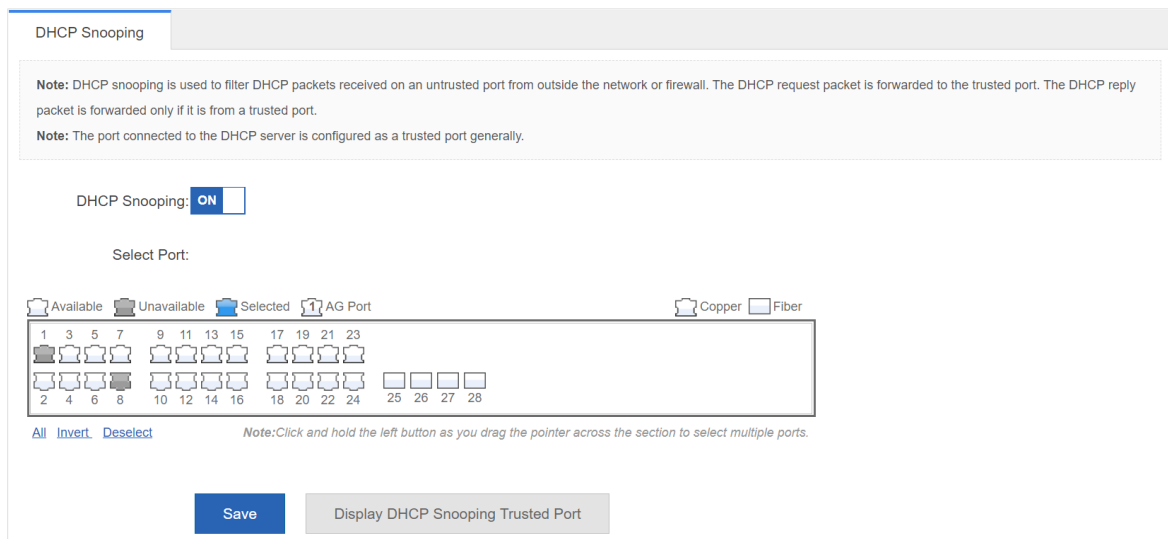 DHCP Snooping
Note: DHCP snooping is used to filter DHCP packets received on an untrusted port from outside the network or firewall. The DHCP request packet is forwarded to the trusted port. The DHCP reply
packet is forwarded only if it is from a trusted port.
Note: The port connected to the DHCP server is configured as a trusted port generally.
DHCP Snooping: ON
Select Port:
Available Unavailable Selected 1 AG Port Copper Fiber
1 3 5 7 9 11 13 15 17 19 21 23
2 4 6 8 10 12 14 16 18 20 22 24 25 26 27 28
All Invert Deselect Note:Click and hold the left button as you drag the pointer across the section to select multiple ports.
Save Display DHCP Snooping Trusted Port